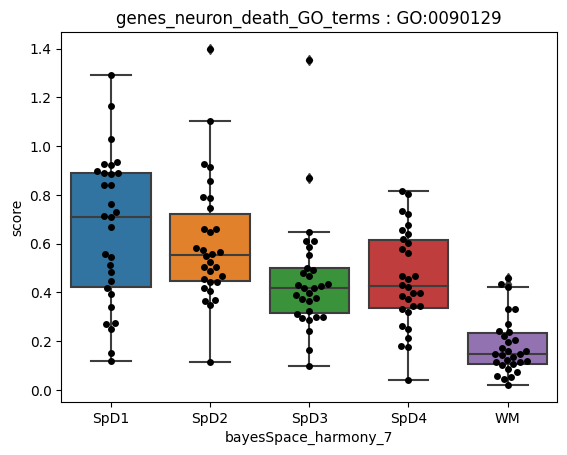 genes_neuron_death_GO_terms : GO:0090129
score
1.4
1.2
1.0
0.8
0.6
0.4
0.2
0.0
SpD1 SpD2 SpD3 SpD4 WM
bayesSpace_harmony_7